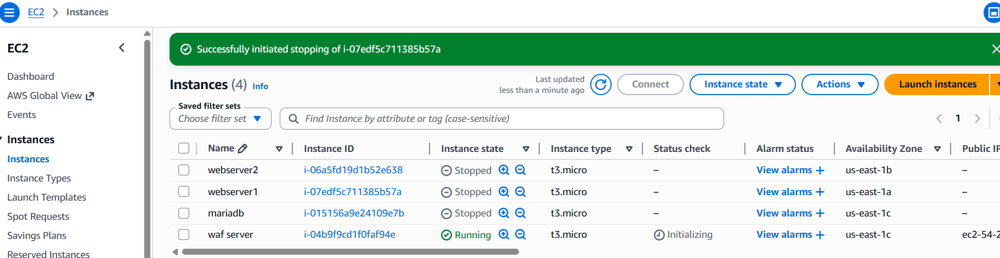 EC2 > Instances
EC2
Dashboard
AWS Global View
Events
Instances
Instances
Instance Types
Launch Templates
Spot Requests
Savings Plans
Reserved Instances
Successfully initiated stopping of i-07edf5c711385b57a
Instances (4) Info
Last updated
less than a minute ago
Connect Instance state Actions Launch instances
Saved filter sets
Choose filter set
Find Instance by attribute or tag (case-sensitive)
1
Name Instance ID Instance state Instance type Status check Alarm status Availability Zone Public IP
webserver2 i-06a5fd19d1b52e638 Stopped t3.micro – View alarms + us-east-1b –
webserver1 i-07edf5c711385b57a Stopped t3.micro – View alarms + us-east-1a –
mariadb i-015156a9e24109e7b Stopped t3.micro – View alarms + us-east-1c –
waf server i-04b9f9cd1f0faf94e Running t3.micro Initializing View alarms + us-east-1c ec2-54-2